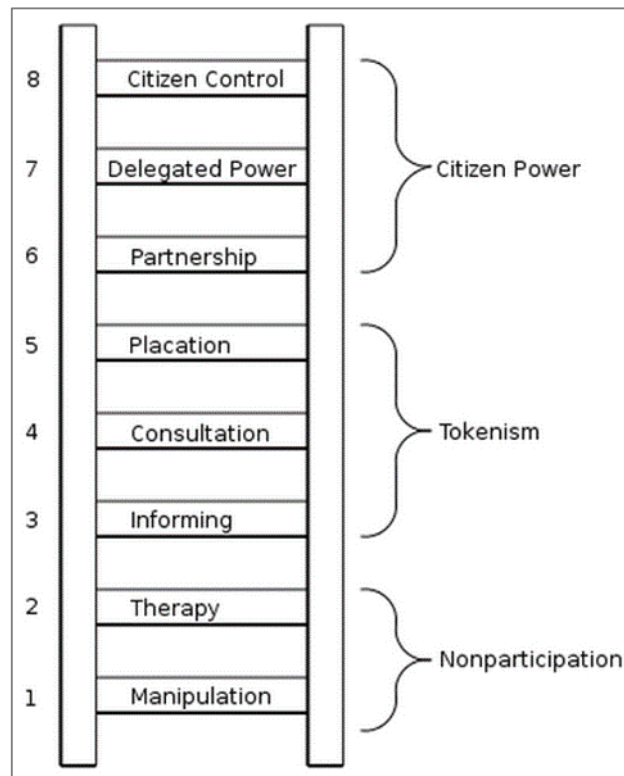 8 Citizen Control
7 Delegated Power
Citizen Power
6 Partnership
5 Placation
4 Consultation
Tokenism
3 Informing
2 Therapy
Nonparticipation
1 Manipulation